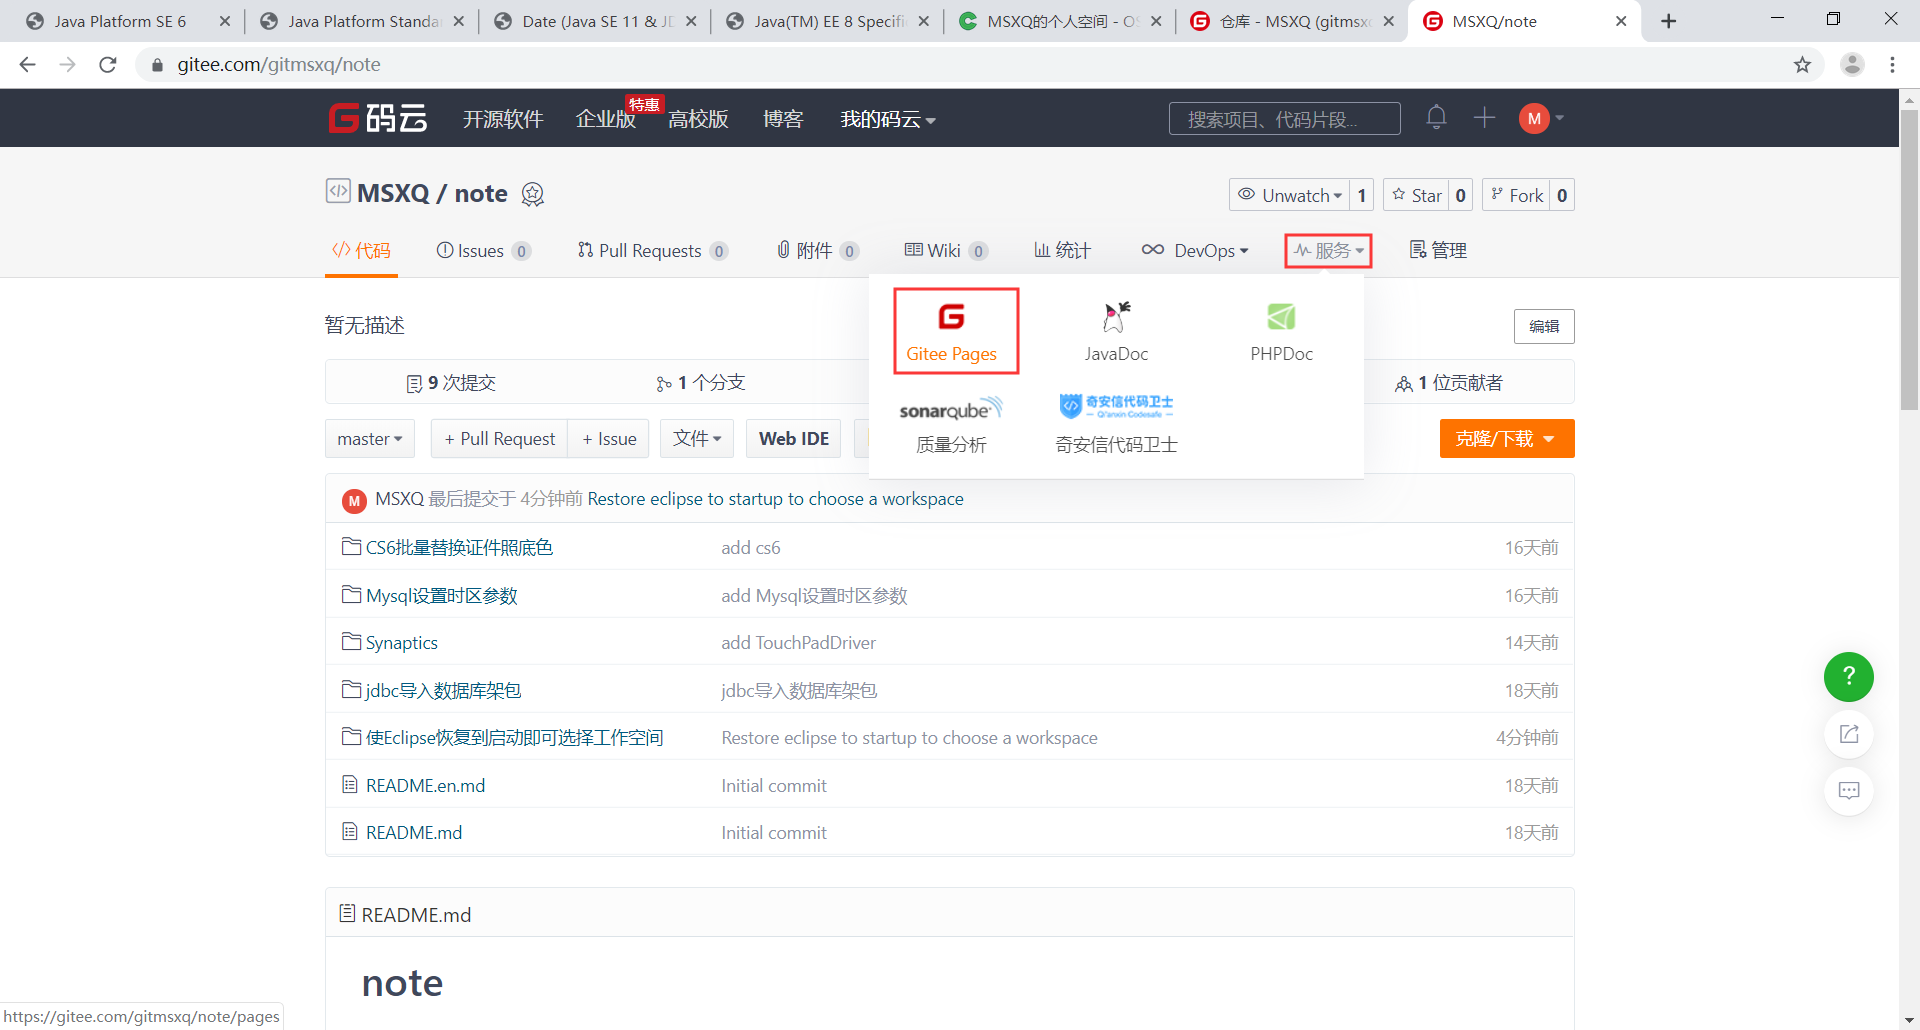 Java Platform SE 6
Java Platform Standa
Date (Java SE 11 & JD
Java(TM) EE 8 Specifi
MSXQ的个人空间 - OS
仓库 - MSXQ (gitmsxq
MSXQ/note
gitee.com/gitmsxq/note
G 码云
开源软件
企业版
特惠
高校版
博客
我的码云
搜索项目、代码片段...
M
MSXQ / note
Unwatch 1
Star 0
Fork 0
代码
Issues 0
Pull Requests 0
附件 0
Wiki 0
统计
DevOps
服务
管理
暂无描述
编辑
Gitee Pages
JavaDoc
PHPDoc
sonarqube
奇安信代码卫士
Qi'anxin Codesafe
质量分析
奇安信代码卫士
9 次提交
1 个分支
1 位贡献者
master
+ Pull Request
+ Issue
文件
Web IDE
克隆/下载
M MSXQ 最后提交于 4分钟前 Restore eclipse to startup to choose a workspace
CS6批量替换证件照底色 add cs6 16天前
Mysql设置时区参数 add Mysql设置时区参数 16天前
Synaptics add TouchPadDriver 14天前
jdbc导入数据库架包 jdbc导入数据库架包 18天前
使Eclipse恢复到启动即可选择工作空间 Restore eclipse to startup to choose a workspace 4分钟前
README.en.md Initial commit 18天前
README.md Initial commit 18天前
?
README.md
note
https://gitee.com/gitmsxq/note/pages